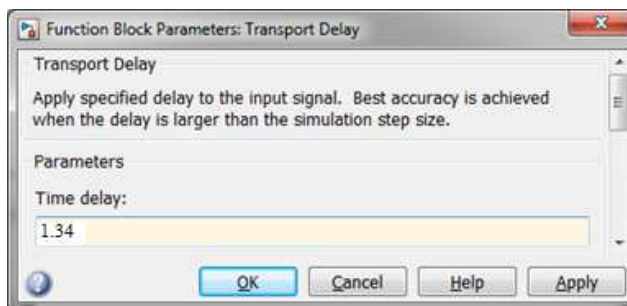 Function Block Parameters: Transport Delay
Transport Delay
Apply specified delay to the input signal. Best accuracy is achieved
when the delay is larger than the simulation step size.
Parameters
Time delay:
1.34
OK Cancel Help Apply